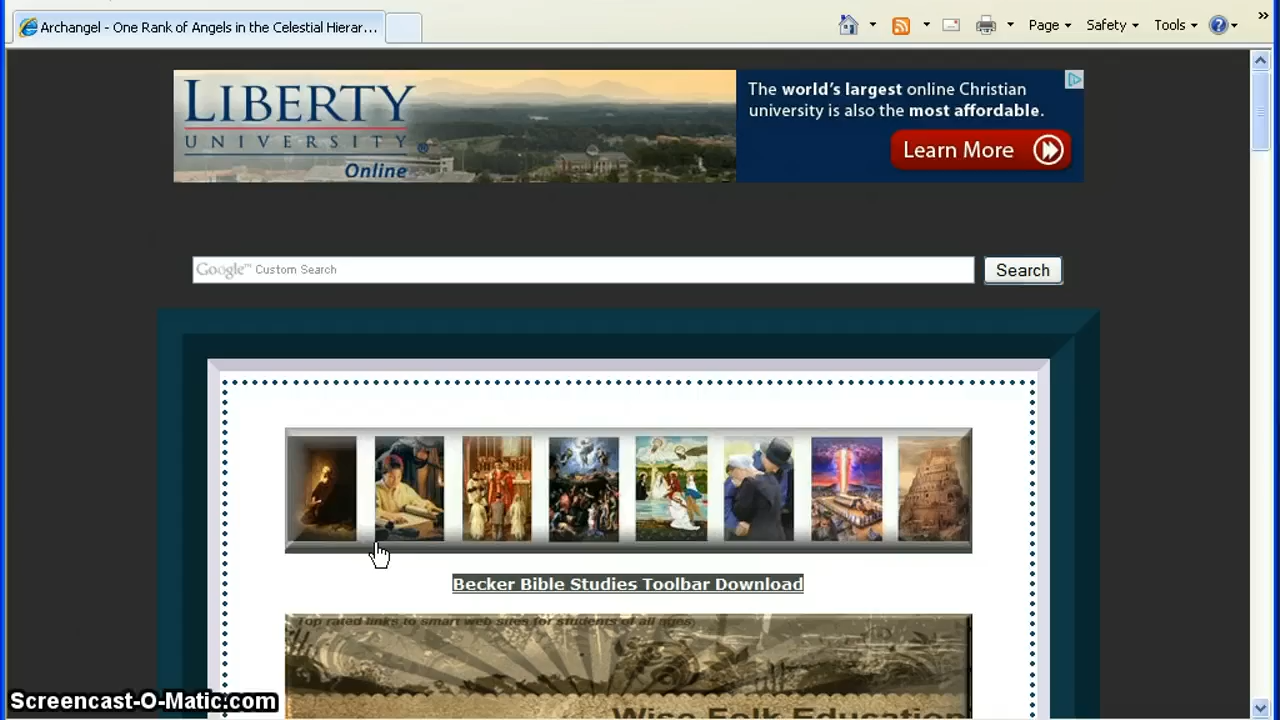 Archangel - One Rank of Angels in the Celestial Hierar...
Page
Safety
Tools
LIBERTY
UNIVERSITY®
Online
The world's largest online Christian
university is also the most affordable.
Learn More
Google™ Custom Search
Search
Becker Bible Studies Toolbar Download
Top rated links to smart web sites for students of all ages)
Wise Folk Education
Screencast-O-Matic.com